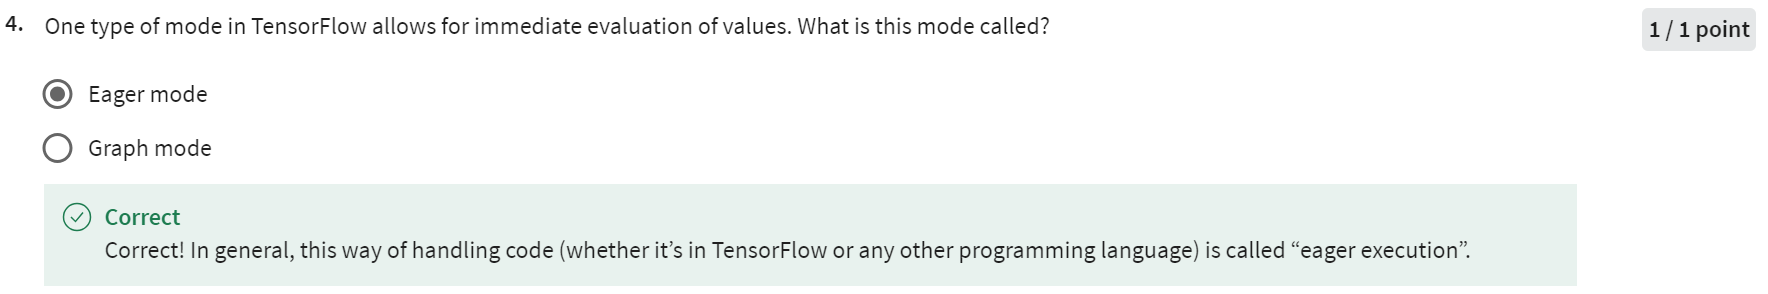 4. One type of mode in TensorFlow allows for immediate evaluation of values. What is this mode called?
1 / 1 point
Eager mode
Graph mode
Correct
Correct! In general, this way of handling code (whether it’s in TensorFlow or any other programming language) is called “eager execution”.